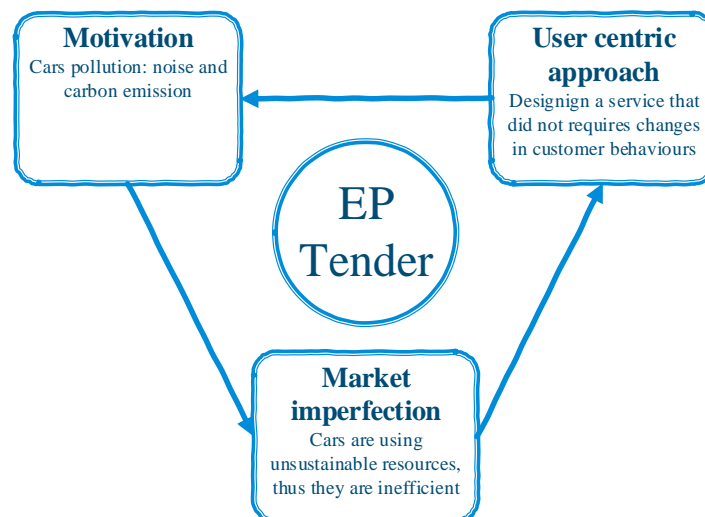 Motivation
Cars pollution: noise and
carbon emission
User centric
approach
Designign a service that
did not requires changes
in customer behaviours
EP
Tender
Market
imperfection
Cars are using
unsustainable resources,
thus they are inefficient